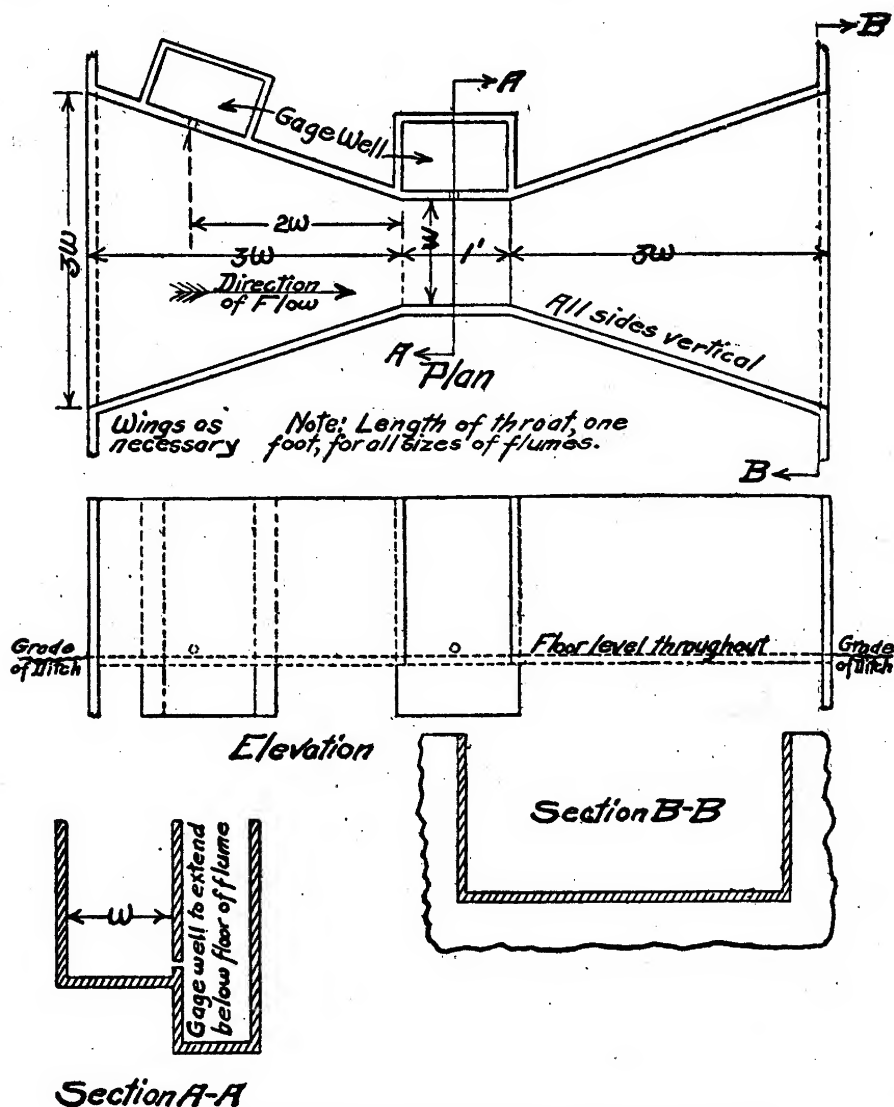 B
A
Gage Well
2W
3W
3W
W
1'
3W
Direction
of Flow
All sides vertical
A
Plan
Wings as
necessary
Note: Length of throat, one
foot, for all sizes of flumes.
B
Grade
of Ditch
Floor level throughout
Grade
of Ditch
Elevation
Section B-B
W
Gage well to extend
below floor of flume
Section A-A